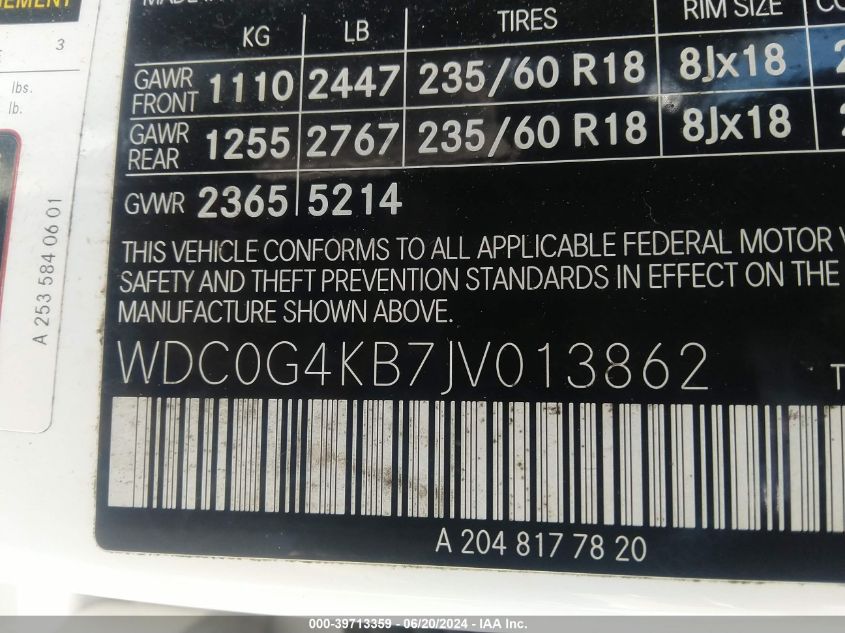 KG LB TIRES RIM SIZE
GAWR FRONT 1110 2447 235/60 R18 8Jx18
GAWR REAR 1255 2767 235/60 R18 8Jx18
GVWR 2365 5214
THIS VEHICLE CONFORMS TO ALL APPLICABLE FEDERAL MOTOR
SAFETY AND THEFT PREVENTION STANDARDS IN EFFECT ON THE
MANUFACTURE SHOWN ABOVE.
WDC0G4KB7JV013862
A 204 817 78 20
3
lbs.
lb.
A 253 584 06 01
000-39713359 - 06/20/2024 - IAA Inc.